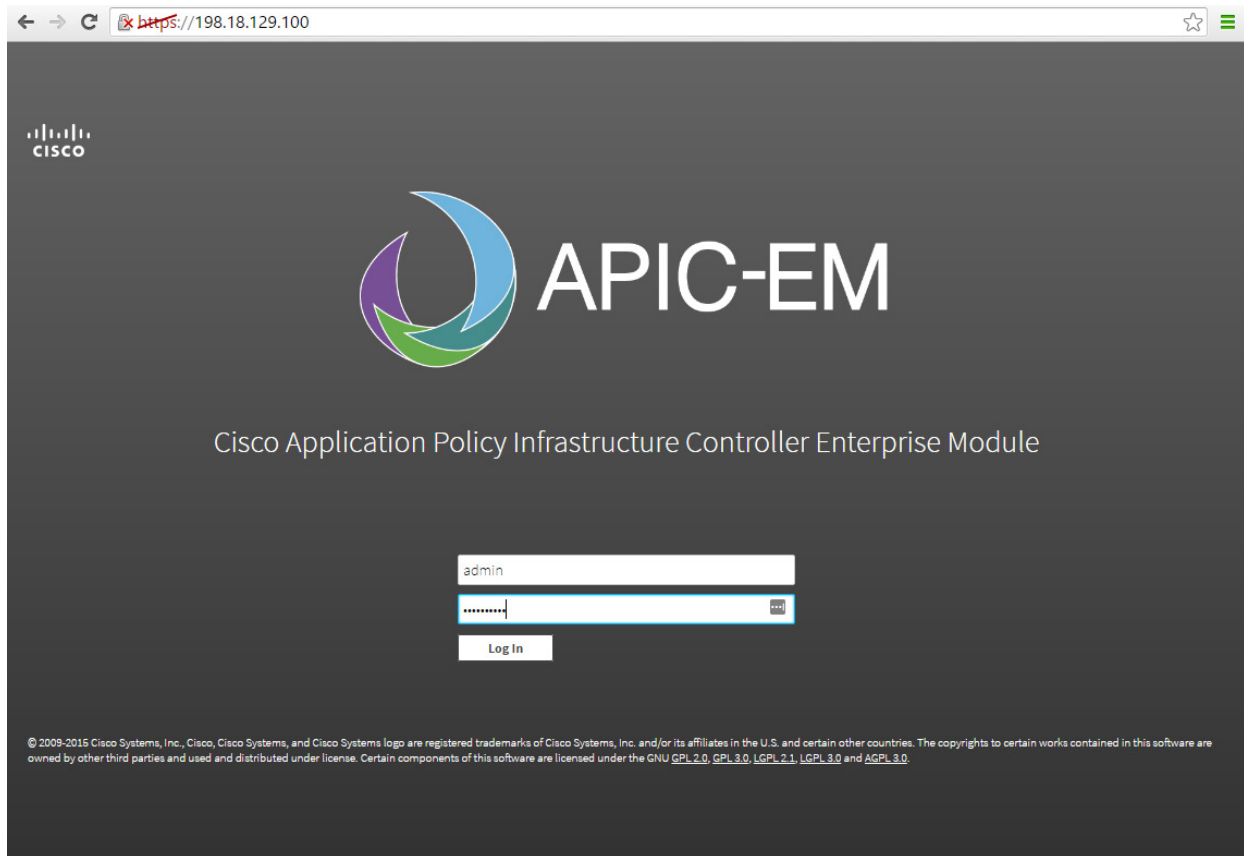 https://198.18.129.100
CISCO
APIC-EM
Cisco Application Policy Infrastructure Controller Enterprise Module
admin
Log In
© 2009-2015 Cisco Systems, Inc., Cisco, Cisco Systems, and Cisco Systems logo are registered trademarks of Cisco Systems, Inc. and/or its affiliates in the U.S. and certain other countries. The copyrights to certain works contained in this software are
owned by other third parties and used and distributed under license. Certain components of this software are licensed under the GNU GPL 2.0, GPL 3.0, LGPL 2.1, LGPL 3.0 and AGPL 3.0.